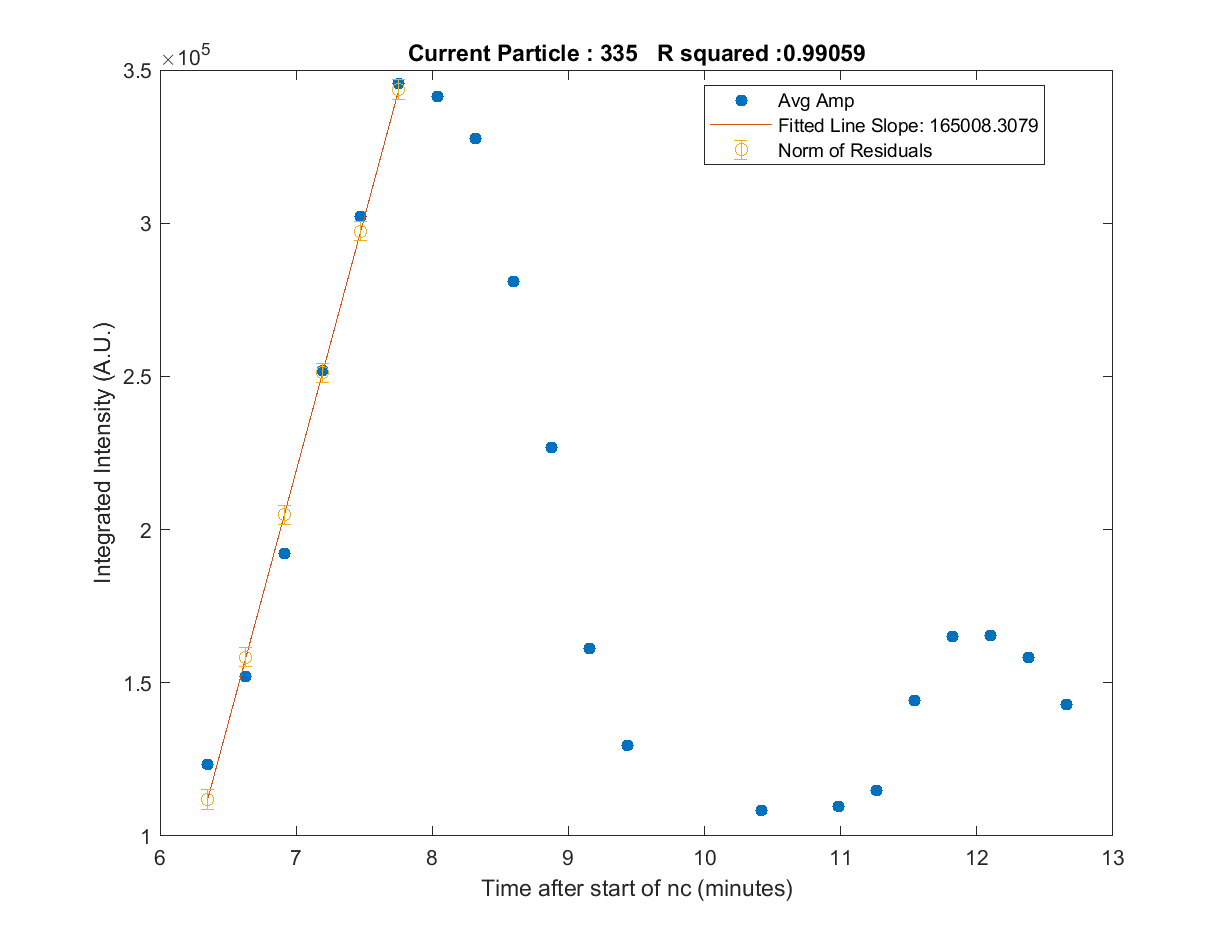 Current Particle : 335   R squared :0.99059
×10^5
3.5
3
2.5
2
1.5
1
Integrated Intensity (A.U.)
Avg Amp
Fitted Line Slope: 165008.3079
Norm of Residuals
6 7 8 9 10 11 12 13
Time after start of nc (minutes)